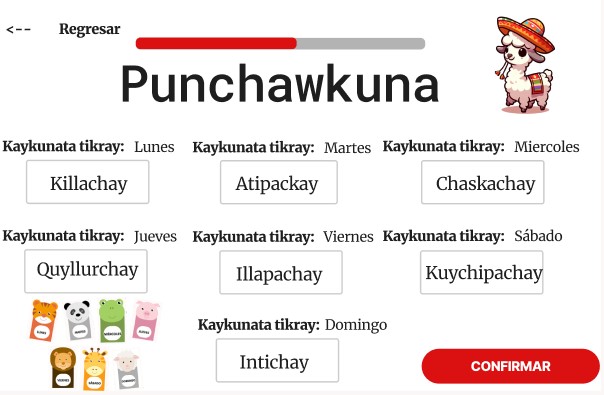 <-- Regresar
Punchawkuna
Kaykunata tikray: Lunes
Killachay
Kaykunata tikray: Martes
Atipackay
Kaykunata tikray: Miercoles
Chaskachay
Kaykunata tikray: Jueves
Quyllurchay
Kaykunata tikray: Viernes
Illapachay
Kaykunata tikray: Sábado
Kuychipachay
Kaykunata tikray: Domingo
Intichay
CONFIRMAR